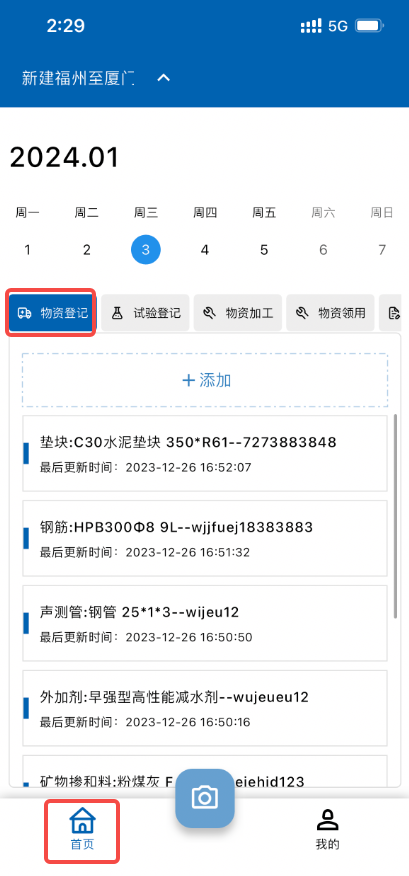 2:29 5G
新建福州至厦门
2024.01
周一 周二 周三 周四 周五 周六 周日
1 2 3 4 5 6 7
物资登记 试验登记 物资加工 物资领用
+添加
垫块:C30水泥垫块 350*R61--7273883848
最后更新时间：2023-12-26 16:52:07
钢筋:HPB300Φ8 9L--wjjfuej18383883
最后更新时间：2023-12-26 16:51:32
声测管:钢管 25*1*3--wijeu12
最后更新时间：2023-12-26 16:50:50
外加剂:早强型高性能减水剂--wujeueu12
最后更新时间：2023-12-26 16:50:16
矿物掺和料:粉煤灰 F eiehid123
首页 我的